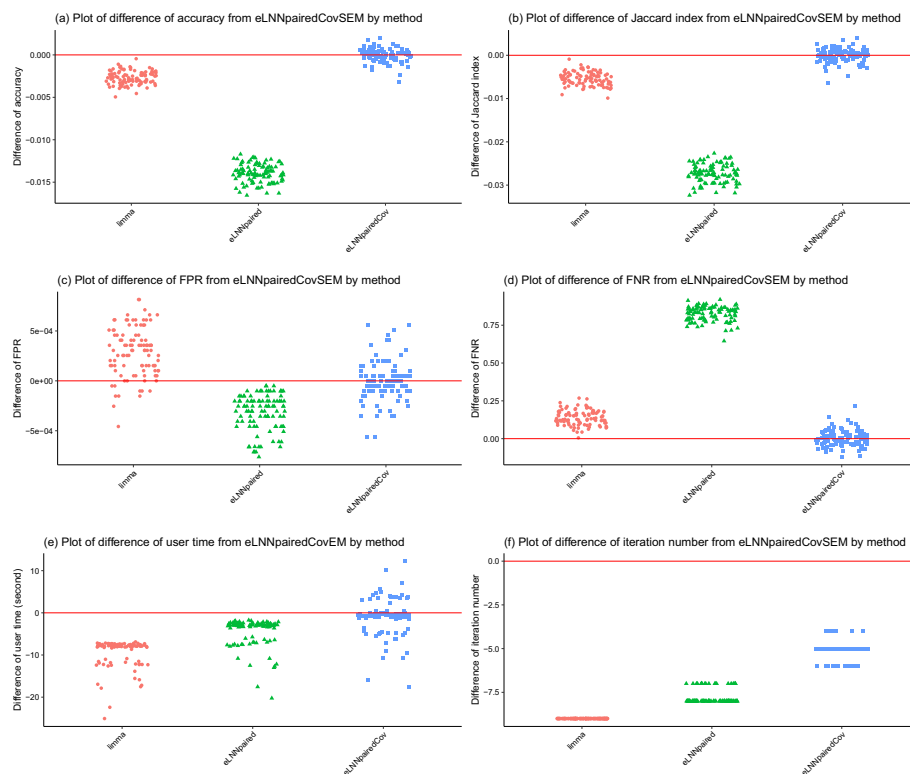 (a) Plot of difference of accuracy from eLNNpairedCovSEM by method
Difference of accuracy
0.000
−0.005
−0.010
−0.015
limma
eLNNpaired
eLNNpairedCov
(b) Plot of difference of Jaccard index from eLNNpairedCovSEM by method
Difference of Jaccard index
0.00
−0.01
−0.02
−0.03
limma
eLNNpaired
eLNNpairedCov
(c) Plot of difference of FPR from eLNNpairedCovSEM by method
Difference of FPR
5e−04
0e+00
−5e−04
limma
eLNNpaired
eLNNpairedCov
(d) Plot of difference of FNR from eLNNpairedCovSEM by method
Difference of FNR
0.75
0.50
0.25
0.00
limma
eLNNpaired
eLNNpairedCov
(e) Plot of difference of user time from eLNNpairedCovEM by method
Difference of user time (second)
10
0
−10
−20
limma
eLNNpaired
eLNNpairedCov
(f) Plot of difference of iteration number from eLNNpairedCovSEM by method
Difference of iteration number
0.0
−2.5
−5.0
−7.5
limma
eLNNpaired
eLNNpairedCov